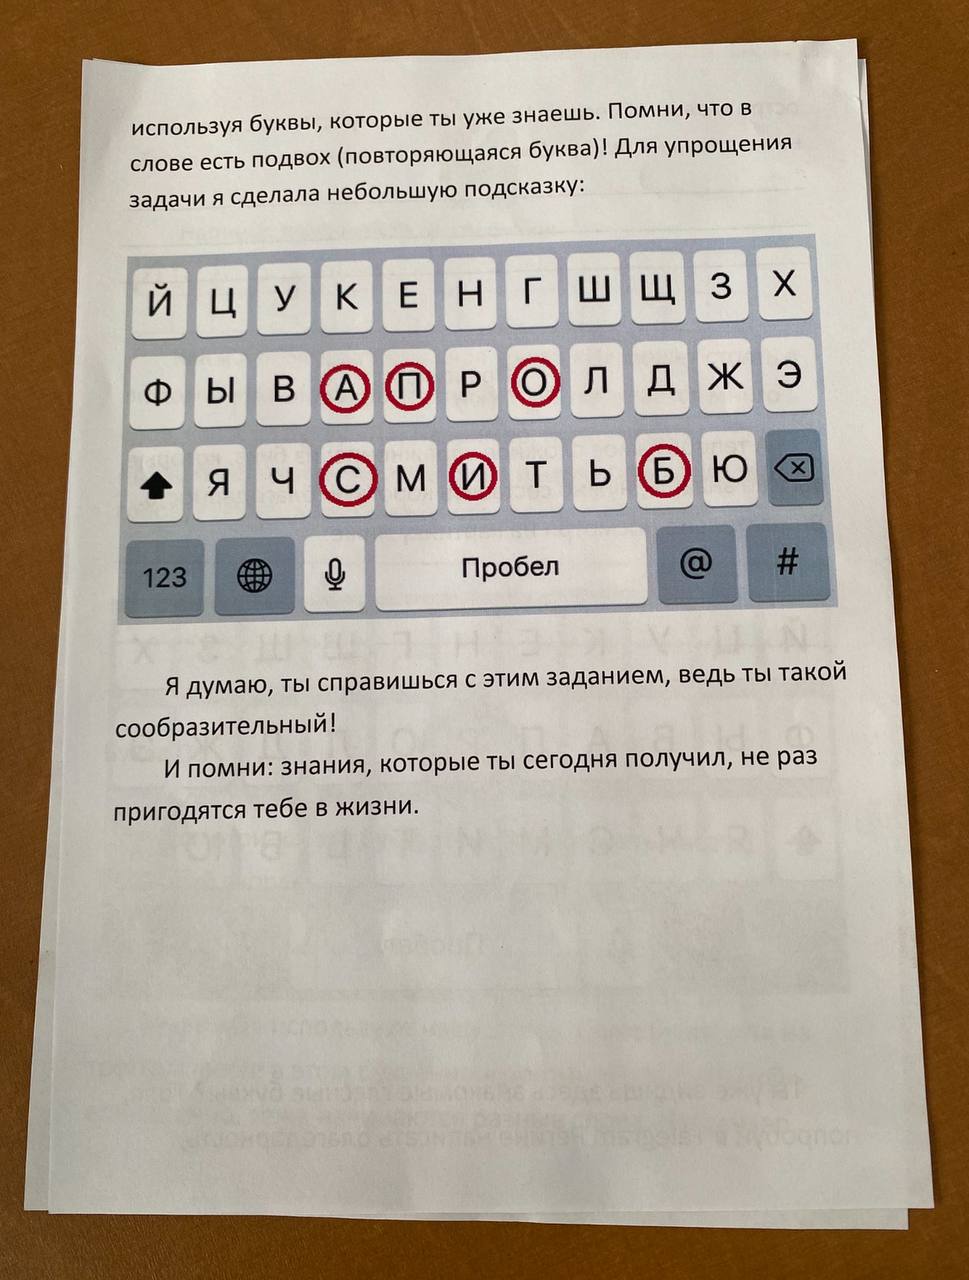 используя буквы, которые ты уже знаешь. Помни, что в
слове есть подвох (повторяющаяся буква)! Для упрощения
задачи я сделала небольшую подсказку:
Й Ц У К Е Н Г Ш Щ З Х
Ф Ы В А П Р О Л Д Ж Э
Я Ч С М И Т Ь Б Ю
123 Пробел @ #
Я думаю, ты справишься с этим заданием, ведь ты такой
сообразительный!
И помни: знания, которые ты сегодня получил, не раз
пригодятся тебе в жизни.